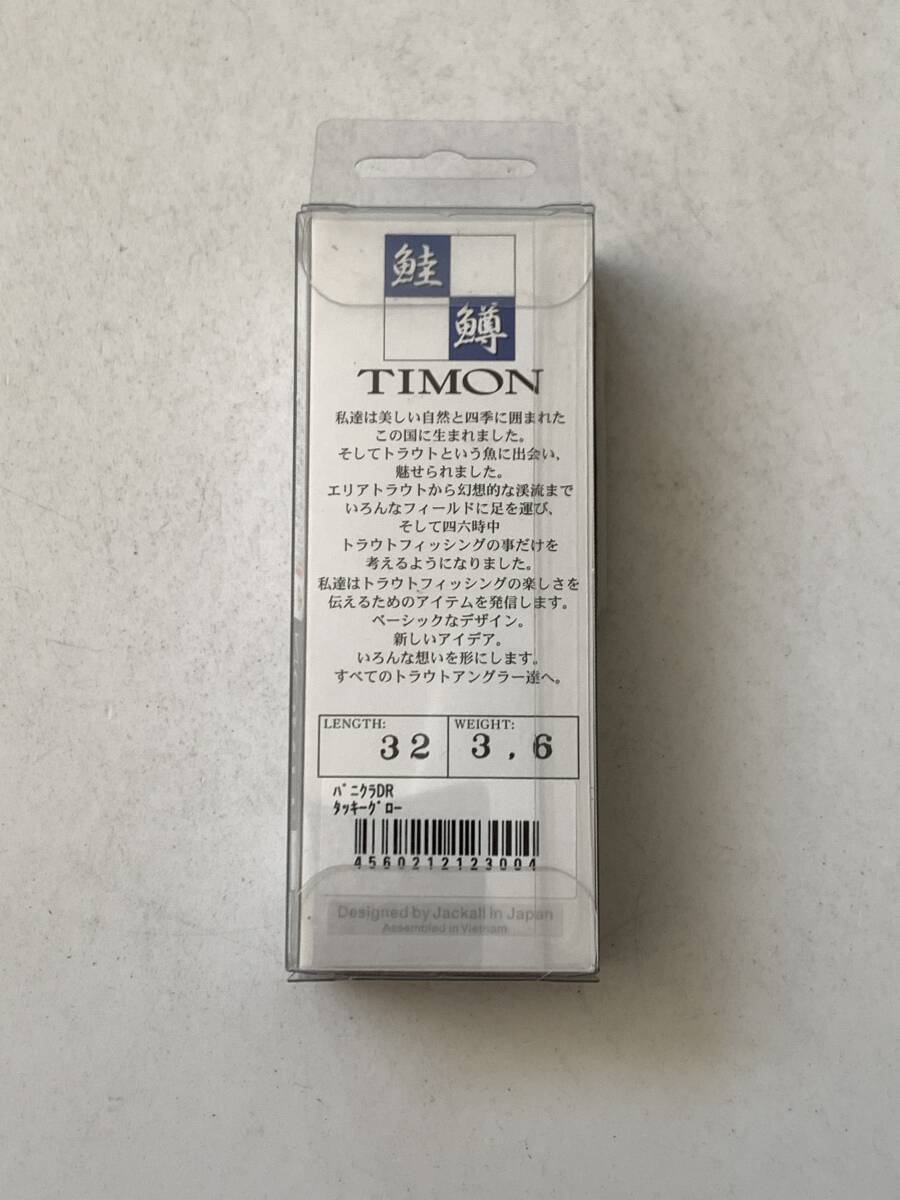 鮭
鱒
TIMON
私達は美しい自然と四季に囲まれた
この国に生まれました。
そしてトラウトという魚に出会い、
魅せられました。
エリアトラウトから幻想的な渓流まで
いろんなフィールドに足を運び、
そして四六時中
トラウトフィッシングの事だけを
考えるようになりました。
私達はトラウトフィッシングの楽しさを
伝えるためのアイテムを発信します。
ベーシックなデザイン。
新しいアイデア。
いろんな想いを形にします。
すべてのトラウトアングラー達へ。
LENGTH: WEIGHT:
32 3.6
ﾊﾟﾆｸﾗDR
ﾀｯｷｰｸﾞﾛｰ
4560212123004
Designed by Jackall in Japan
Assembled in Vietnam